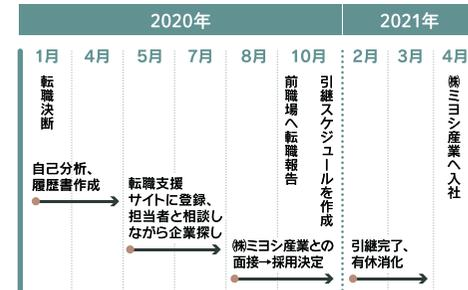 2020年
2021年
1月
4月
5月
7月
8月
10月
2月
3月
4月
転職決断
前職場へ転職報告
引継スケジュールを作成
㈱ミヨシ産業へ入社
自己分析、
履歴書作成
転職支援
サイトに登録、
担当者と相談し
ながら企業探し
㈱ミヨシ産業との
面接→採用決定
引継完了、
有休消化